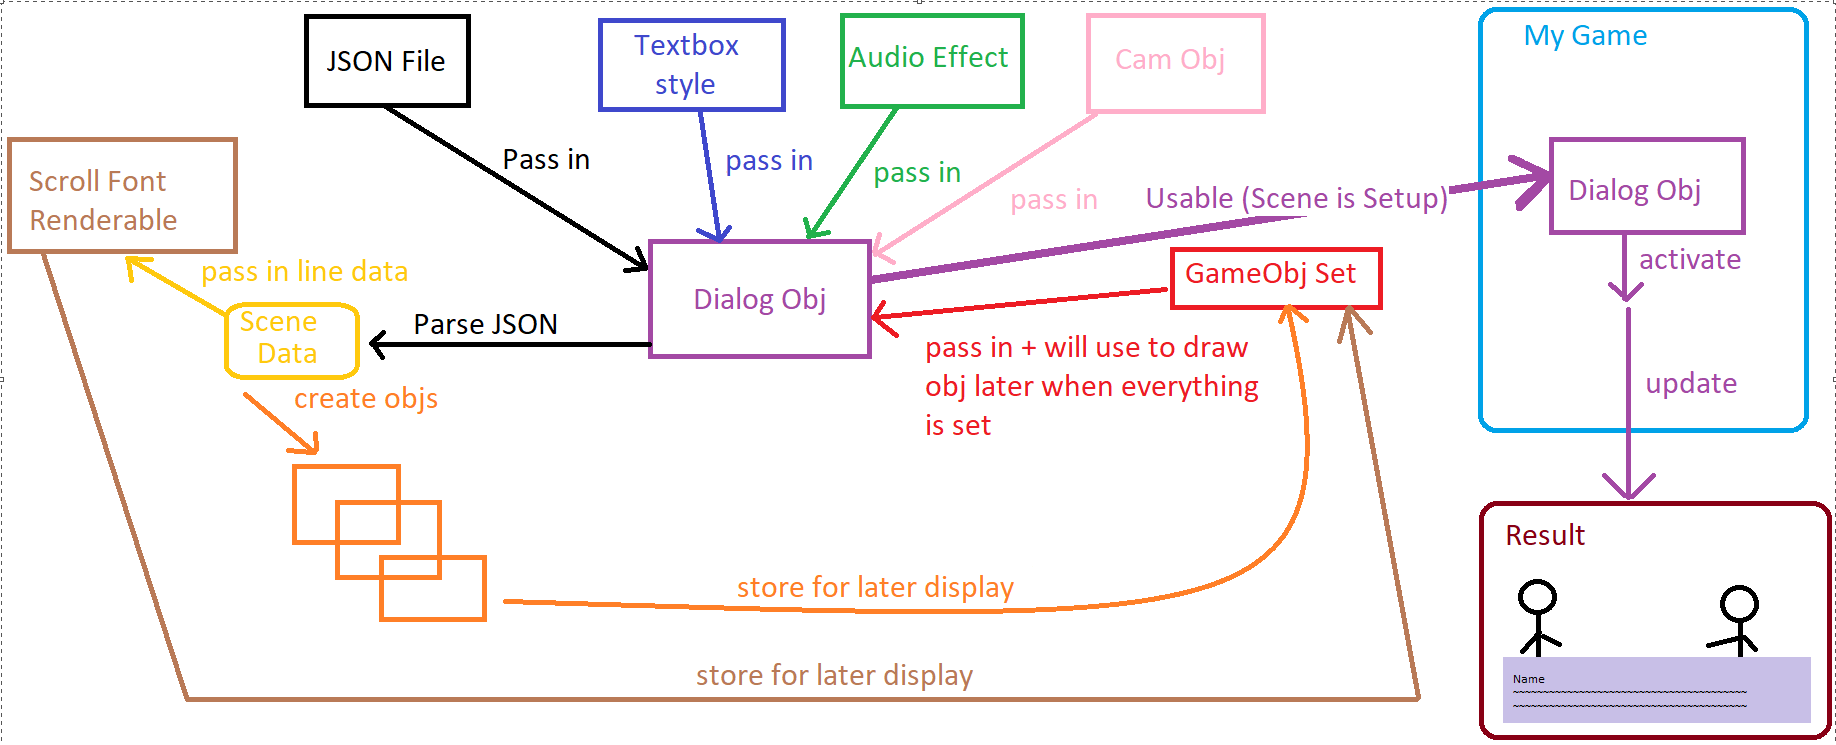 JSON File
Textbox
style
Audio Effect
Cam Obj
My Game
Pass in
pass in
pass in
pass in
Scroll Font
Renderable
Usable (Scene is Setup)
Dialog Obj
pass in line data
Dialog Obj
GameObj Set
activate
Scene
Data
Parse JSON
pass in + will use to draw
obj later when everything
is set
create objs
update
store for later display
store for later display
Result
Name
~~~~~~~~~~~~~~~~~~~~~~~~~~~~~~~~~~~~~~~
~~~~~~~~~~~~~~~~~~~~~~~~~~~~~~~~~~~~~~~